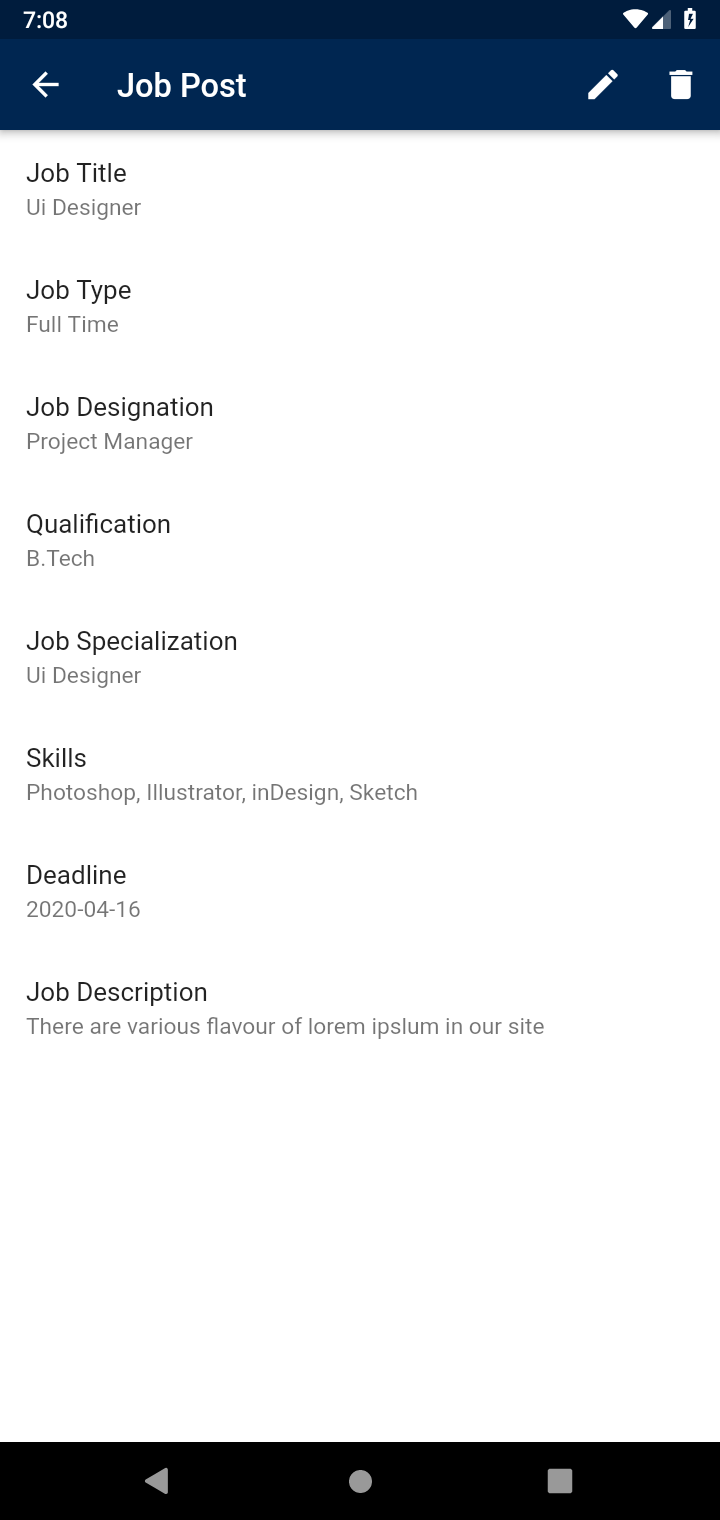 7:08
Job Post
Job Title
Ui Designer
Job Type
Full Time
Job Designation
Project Manager
Qualification
B.Tech
Job Specialization
Ui Designer
Skills
Photoshop, Illustrator, inDesign, Sketch
Deadline
2020-04-16
Job Description
There are various flavour of lorem ipslum in our site